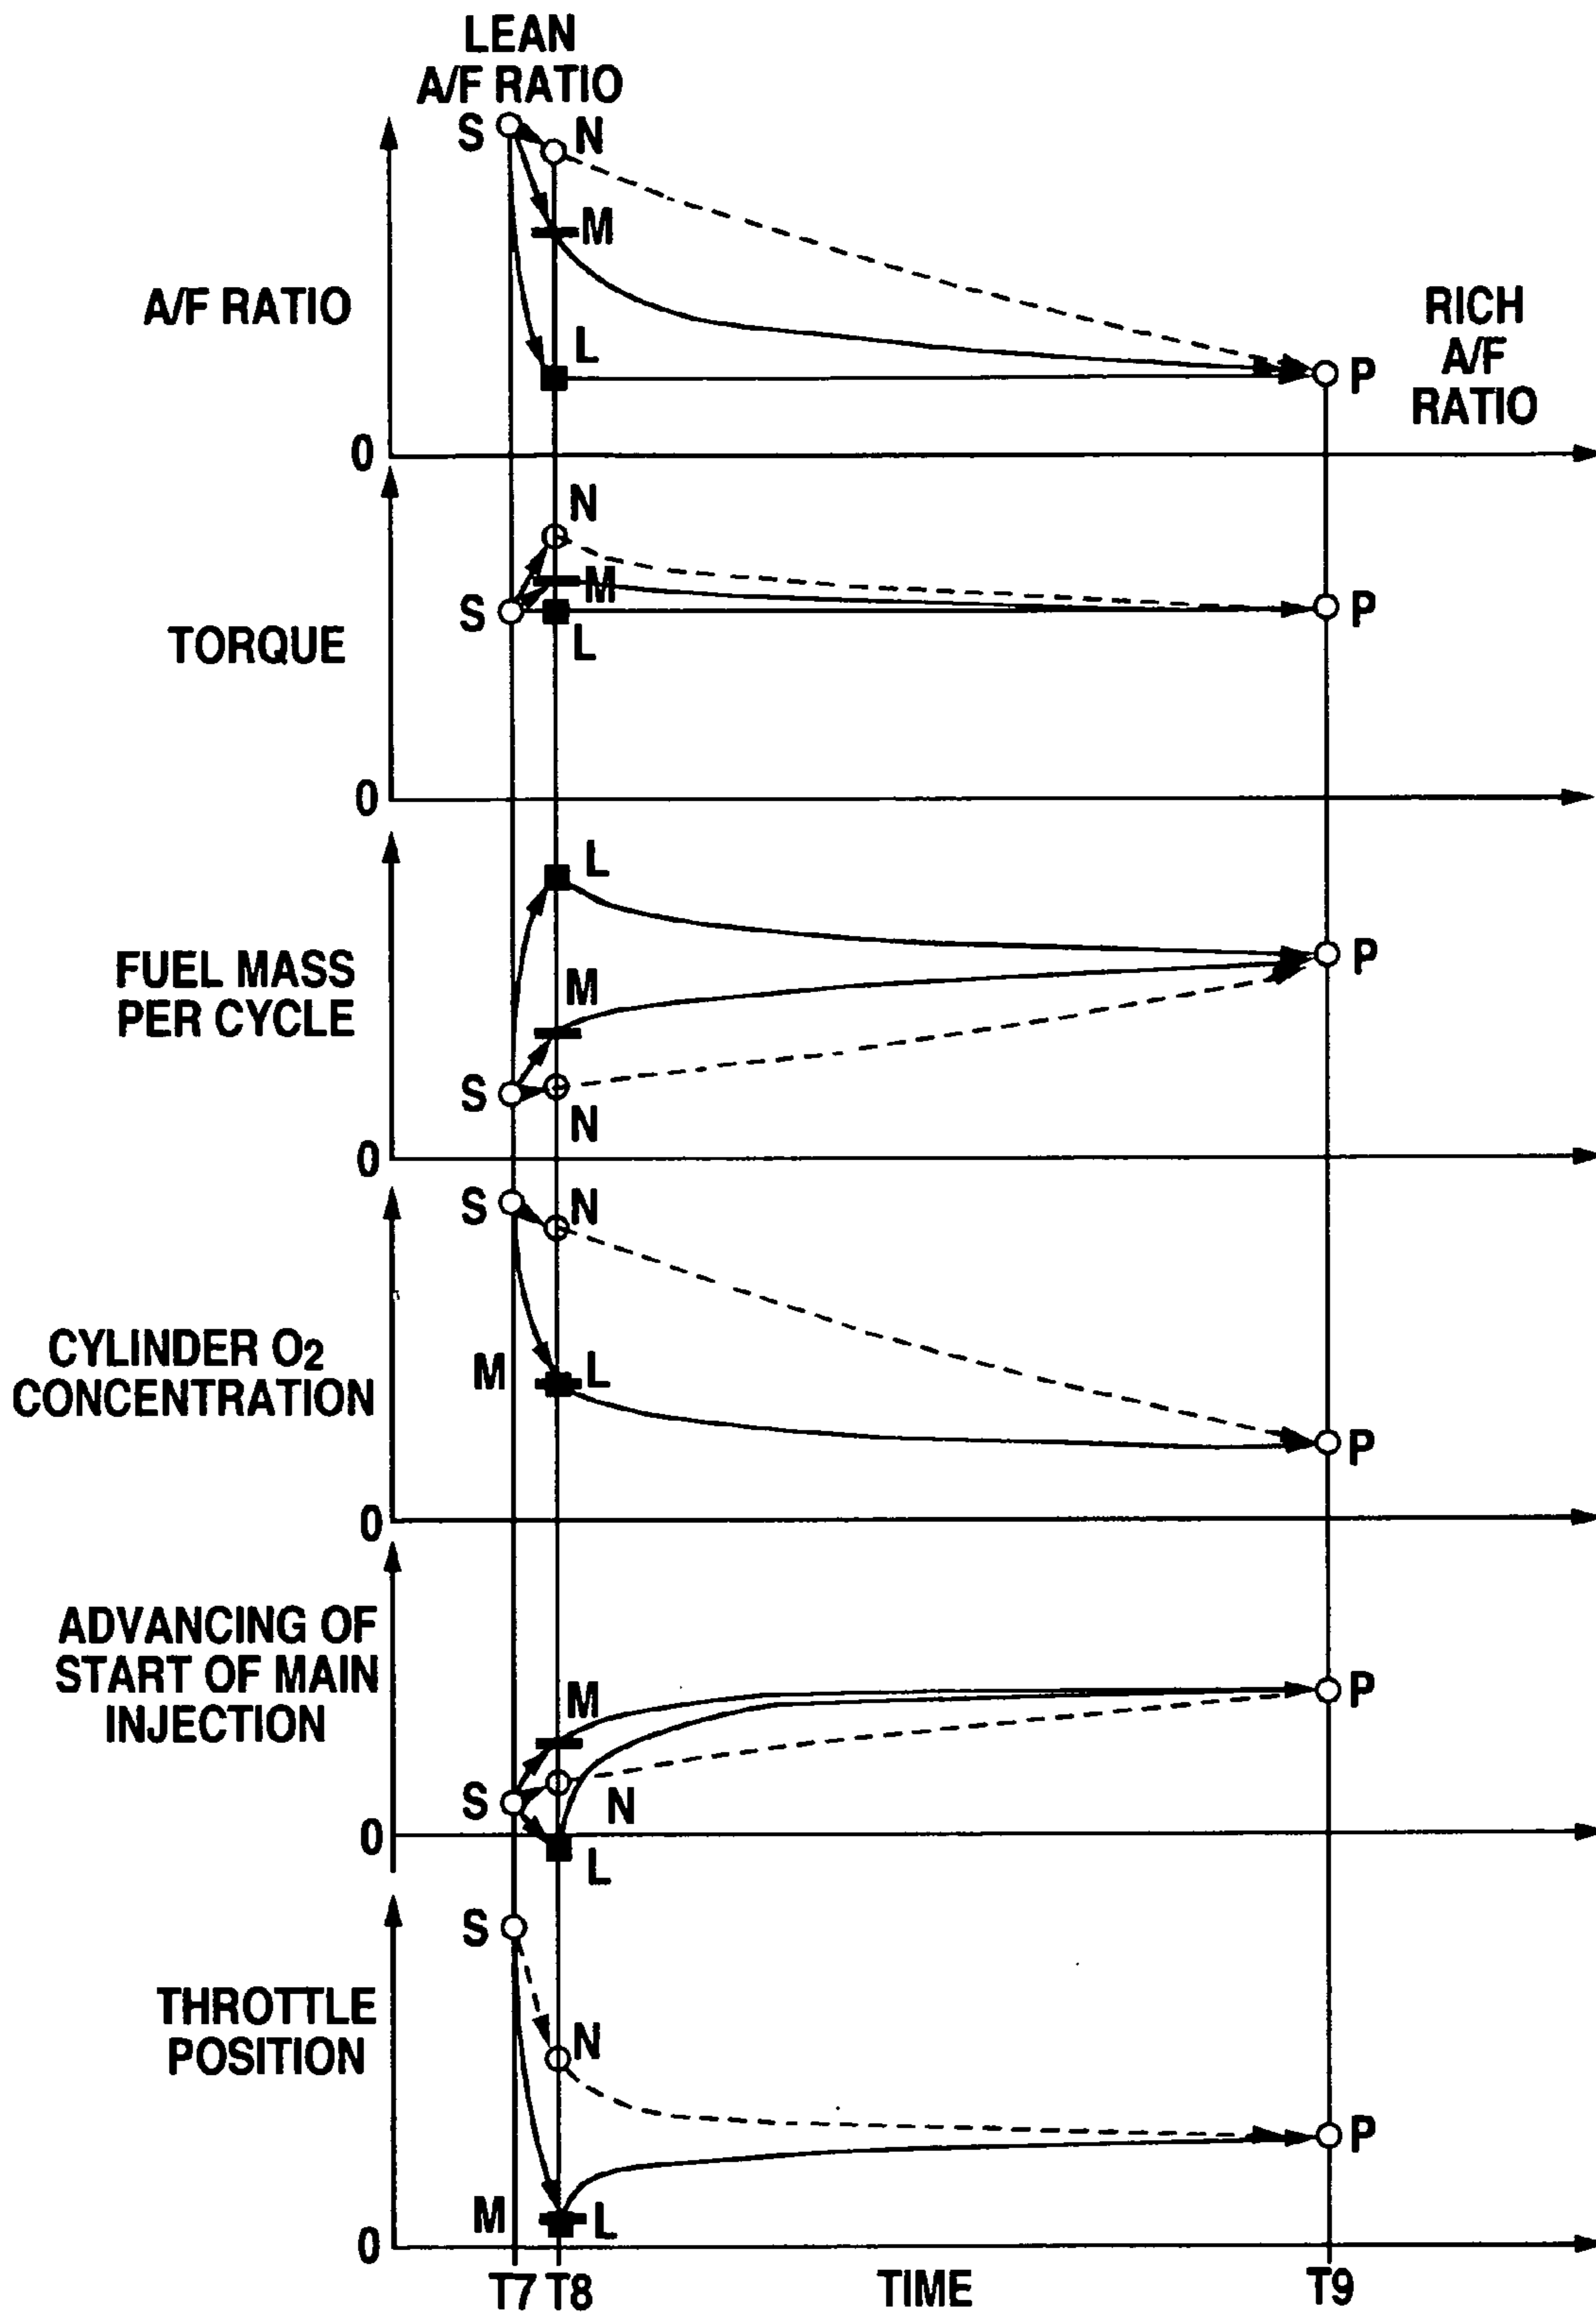 LEAN
A/F RATIO
S N
M
A/F RATIO
RICH
A/F
RATIO
L
P
0
N
M
S
P
TORQUE
L
0
L
FUEL MASS
PER CYCLE
P
M
S
N
0
S N
CYLINDER O2
CONCENTRATION
M L
P
0
ADVANCING OF
START OF MAIN
INJECTION
M
P
S
N
0
L
S
THROTTLE
POSITION
N
P
M L
0
T7 T8 TIME T9